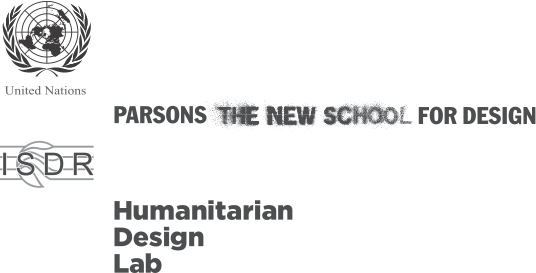 United Nations
PARSONS THE NEW SCHOOL FOR DESIGN
ISDR
Humanitarian
Design
Lab